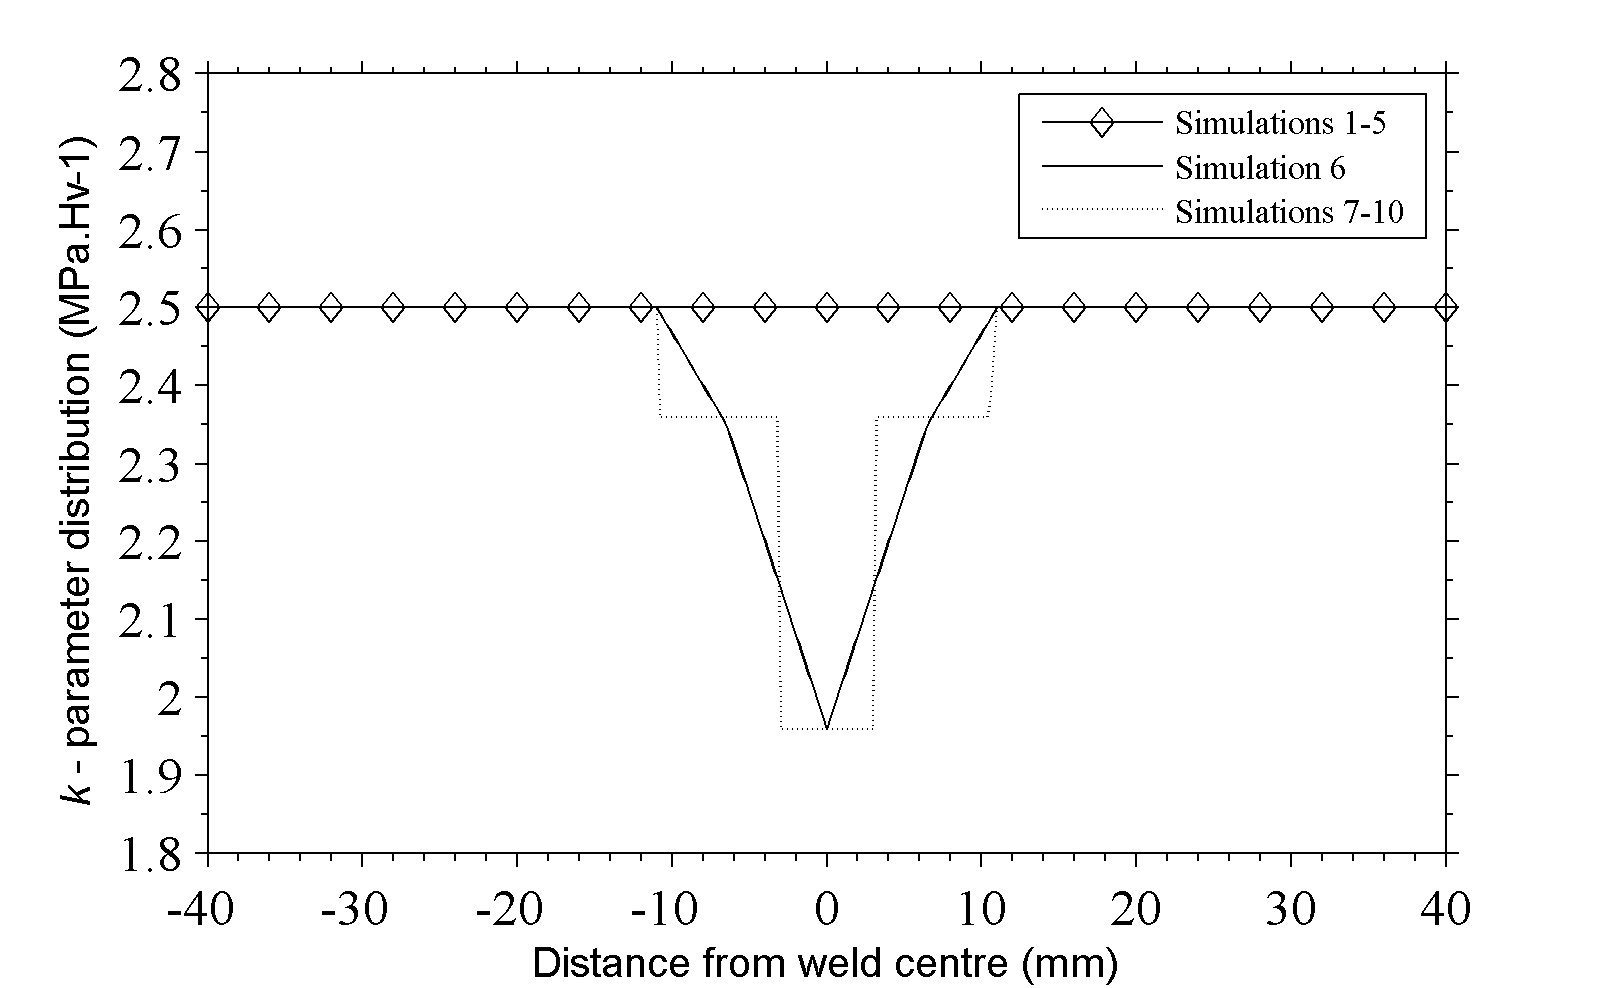 2.8
2.7
2.6
2.5
2.4
2.3
2.2
2.1
2
1.9
1.8
k - parameter distribution (MPa.Hv-1)
Simulations 1-5
Simulation 6
Simulations 7-10
-40 -30 -20 -10 0 10 20 30 40
Distance from weld centre (mm)